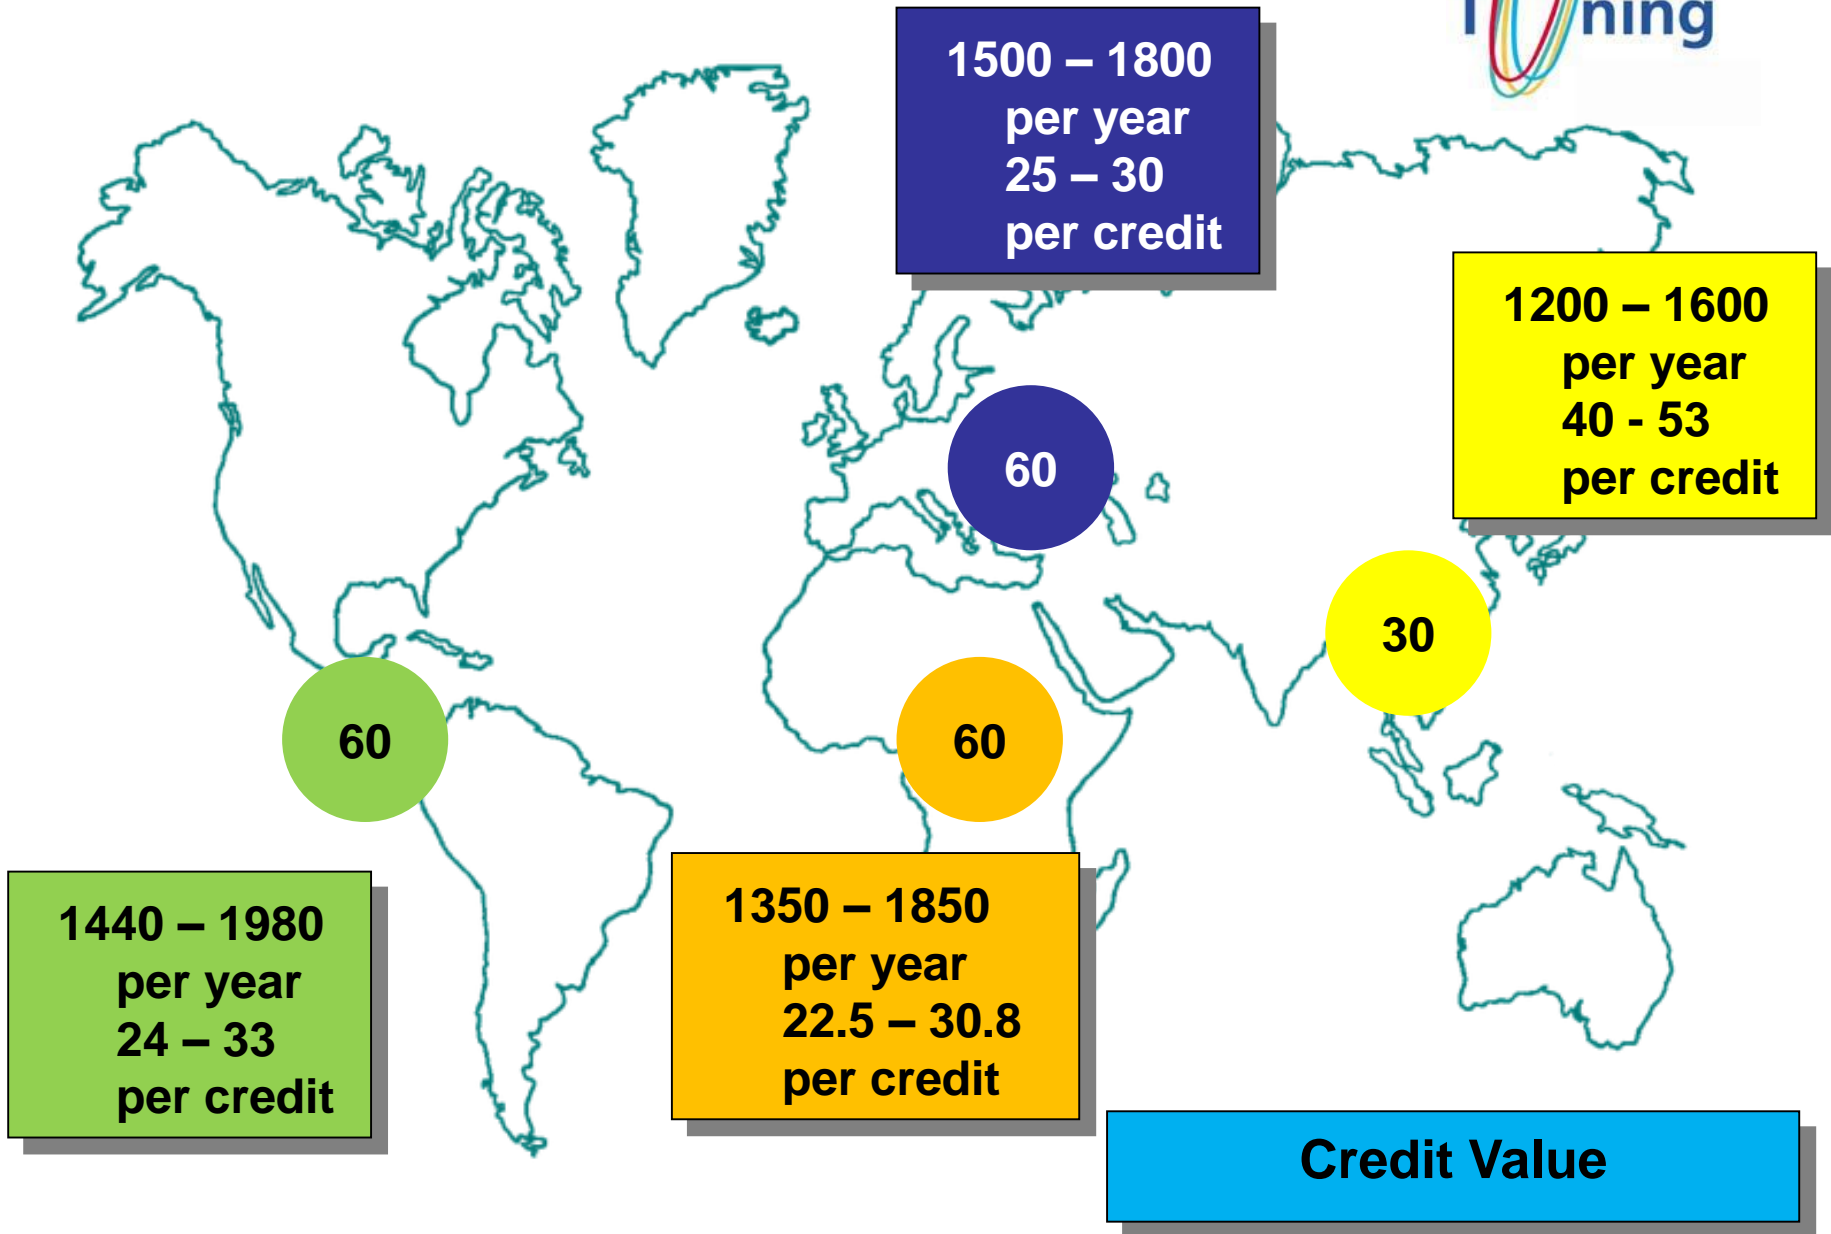 ning
1500 – 1800
per year
25 – 30
per credit
1200 – 1600
per year
40 - 53
per credit
60
30
60
60
1440 – 1980
per year
24 – 33
per credit
1350 – 1850
per year
22.5 – 30.8
per credit
Credit Value